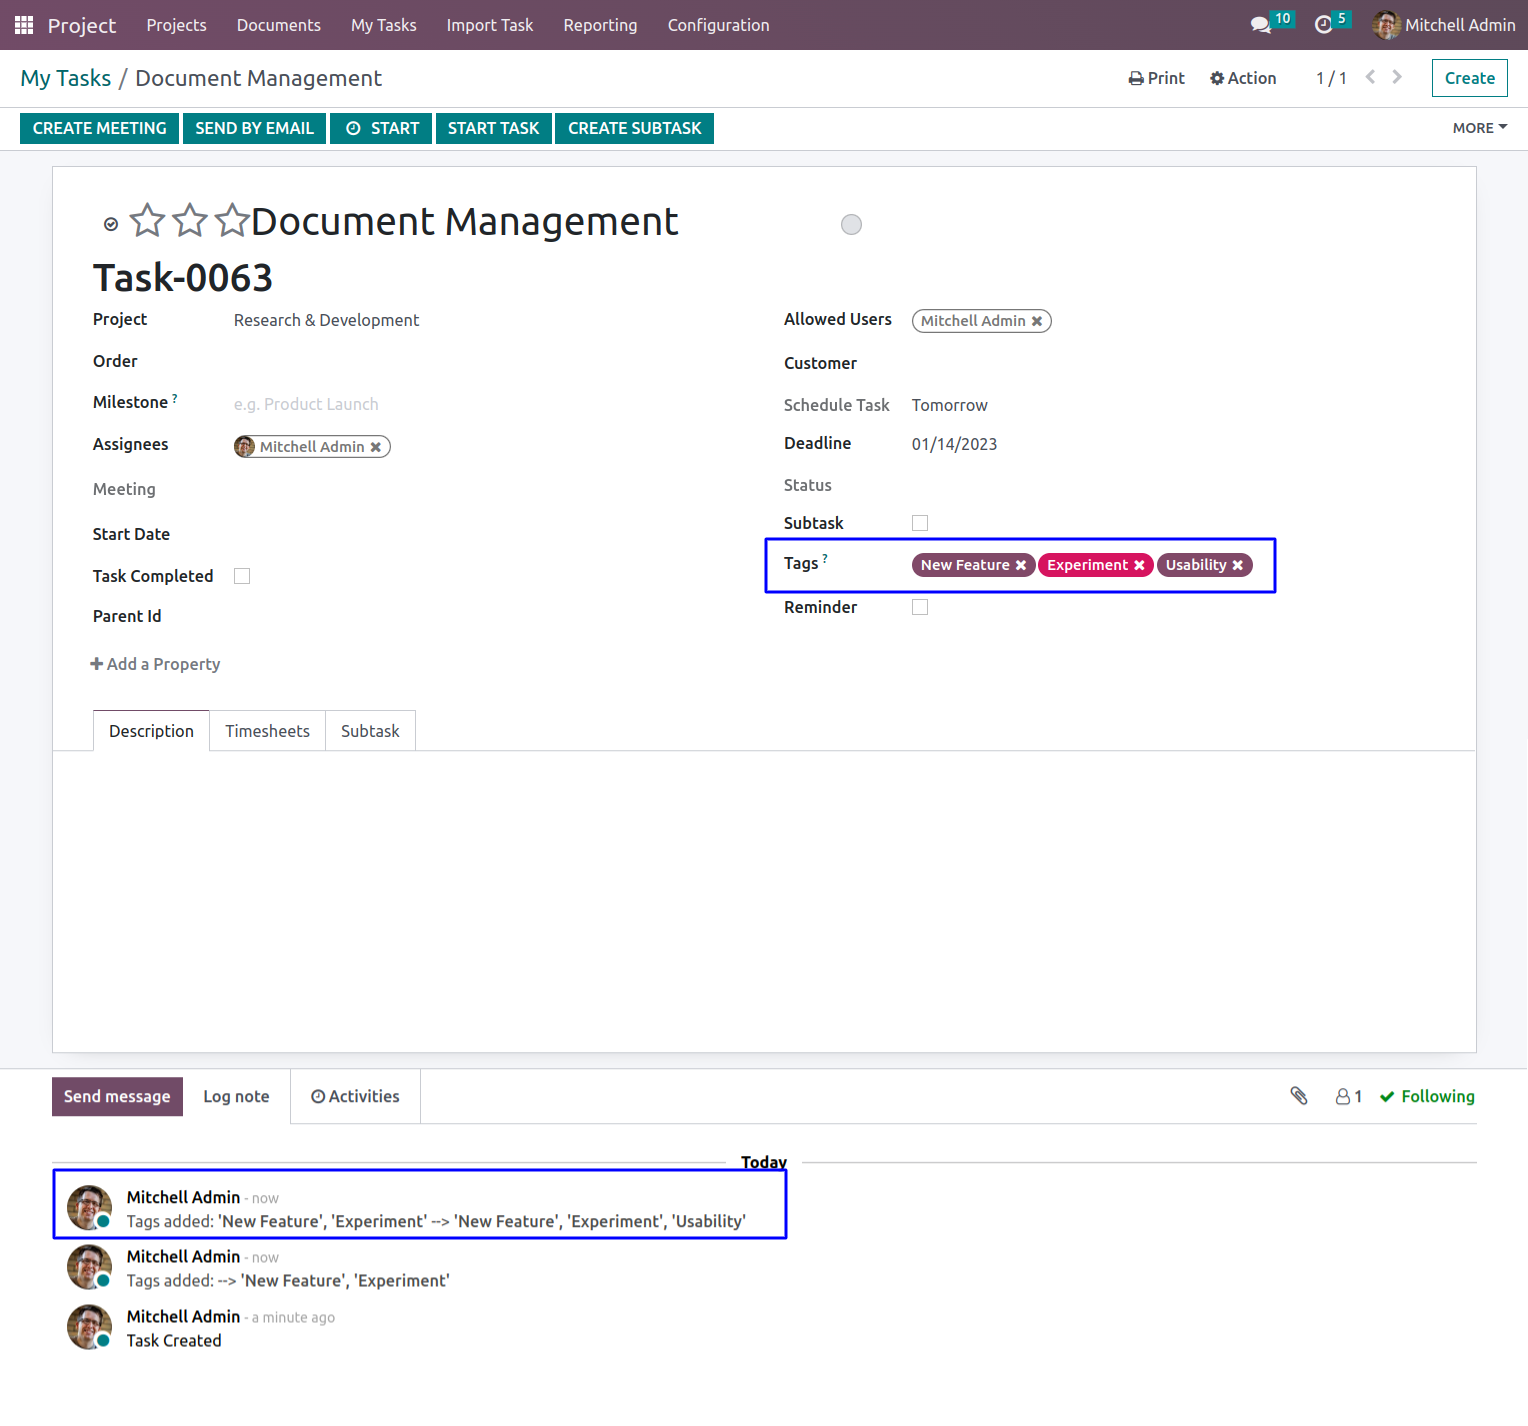 Project Projects Documents My Tasks Import Task Reporting Configuration 10 5 Mitchell Admin
My Tasks / Document Management Print Action 1 / 1 Create
CREATE MEETING SEND BY EMAIL START START TASK CREATE SUBTASK MORE
Document Management
Task-0063
Project Research & Development
Order
Milestone ? e.g. Product Launch
Assignees Mitchell Admin
Meeting
Start Date
Task Completed
Parent Id
Add a Property
Allowed Users Mitchell Admin
Customer
Schedule Task Tomorrow
Deadline 01/14/2023
Status
Subtask
Tags ? New Feature Experiment Usability
Reminder
Description Timesheets Subtask
Send message Log note Activities 1 Following
Today
Mitchell Admin - now
Tags added: 'New Feature', 'Experiment' --> 'New Feature', 'Experiment', 'Usability'
Mitchell Admin - now
Tags added: --> 'New Feature', 'Experiment'
Mitchell Admin - a minute ago
Task Created